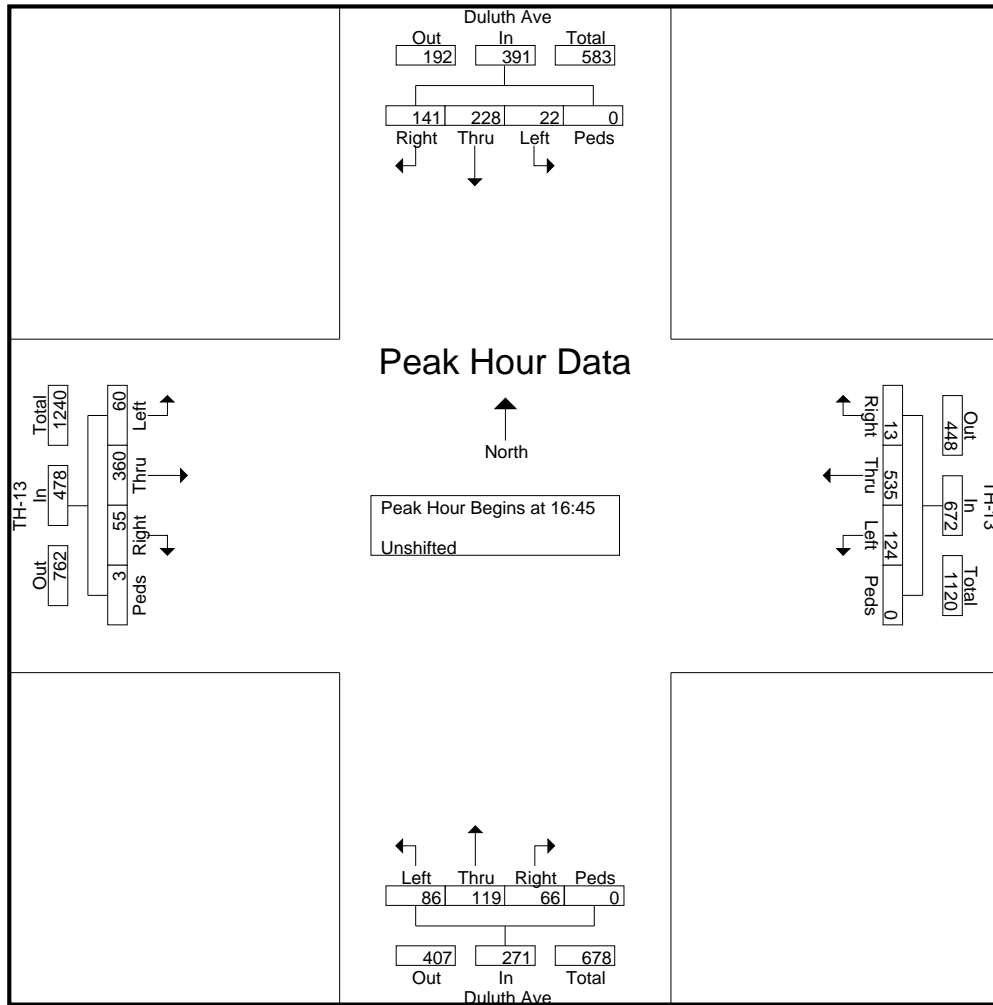 Duluth Ave
Out In Total
192 391 583
141 228 22 0
Right Thru Left Peds
Peak Hour Data
North
Peak Hour Begins at 16:45
Unshifted
TH-13
Total In Out
1240 478 762
60 360 55 3
Left Thru Right Peds
TH-13
Out In Total
448 672 1120
13 535 124 0
Right Thru Left Peds
Left Thru Right Peds
86 119 66 0
407 271 678
Out In Total
Duluth Ave